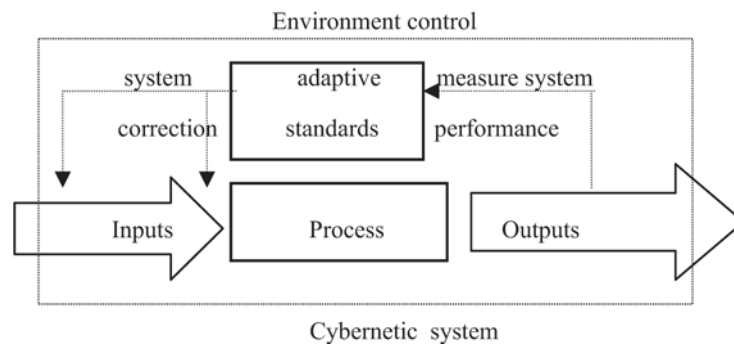 Environment control
system adaptive measure system
correction standards performance
Inputs Process Outputs
Cybernetic system